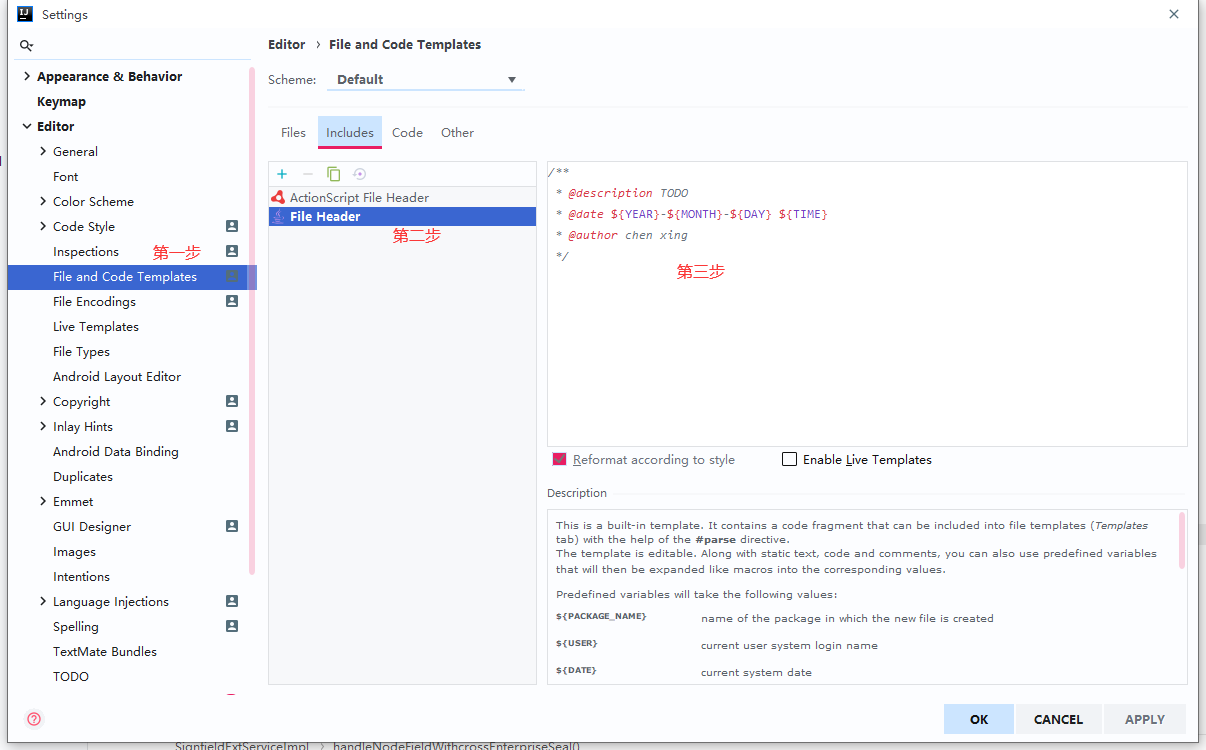 Settings
Editor › File and Code Templates
Scheme: Default
Appearance & Behavior
Keymap
Editor
General
Font
Color Scheme
Code Style
Inspections 第一步
File and Code Templates
File Encodings
Live Templates
File Types
Android Layout Editor
Copyright
Inlay Hints
Android Data Binding
Duplicates
Emmet
GUI Designer
Images
Intentions
Language Injections
Spelling
TextMate Bundles
TODO
Files Includes Code Other
ActionScript File Header
File Header
第二步
/**
* @description TODO
* @date ${YEAR}-${MONTH}-${DAY} ${TIME}
* @author chen xing
*/
第三步
Reformat according to style Enable Live Templates
Description
This is a built-in template. It contains a code fragment that can be included into file templates (Templates
tab) with the help of the #parse directive.
The template is editable. Along with static text, code and comments, you can also use predefined variables
that will then be expanded like macros into the corresponding values.
Predefined variables will take the following values:
${PACKAGE_NAME} name of the package in which the new file is created
${USER} current user system login name
${DATE} current system date
OK CANCEL APPLY
SignfieldExtServiceImpl › handleNodeFieldWithcrossEnterpriseSeal()